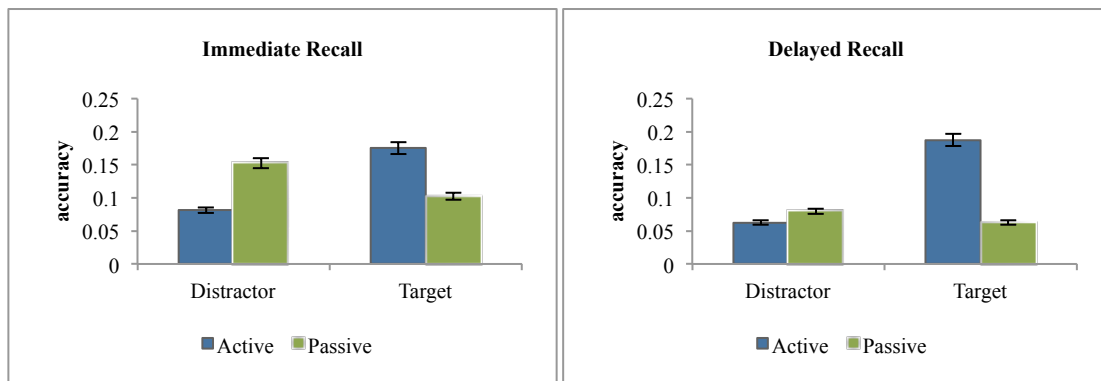 Immediate Recall
0.25
0.2
0.15
0.1
0.05
0
accuracy
Distractor Target
Active Passive
Delayed Recall
0.25
0.2
0.15
0.1
0.05
0
accuracy
Distractor Target
Active Passive